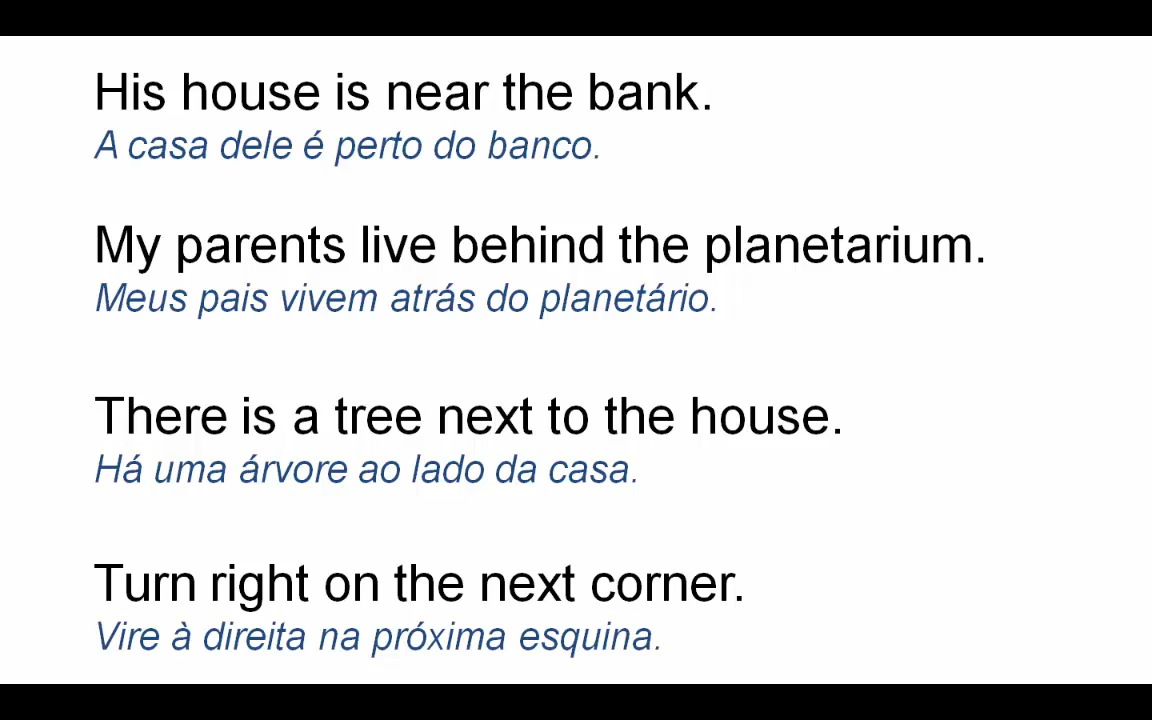 His house is near the bank.
A casa dele é perto do banco.
My parents live behind the planetarium.
Meus pais vivem atrás do planetário.
There is a tree next to the house.
Há uma árvore ao lado da casa.
Turn right on the next corner.
Vire à direita na próxima esquina.